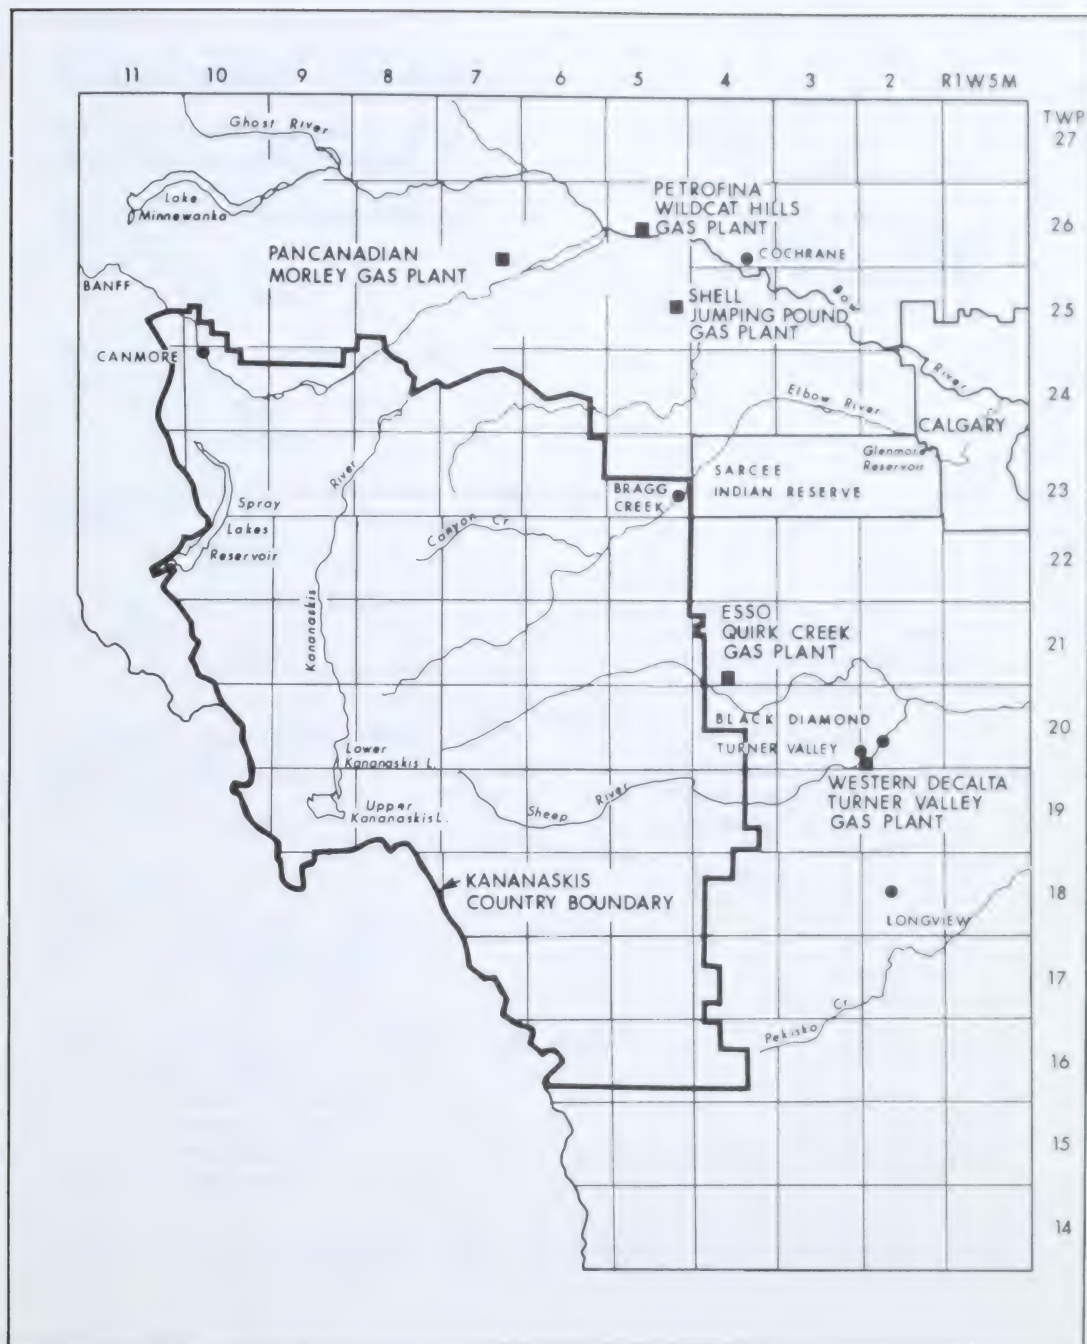 11 10 9 8 7 6 5 4 3 2 R1W5M
TWP
27
26
25
24
23
22
21
20
19
18
17
16
15
14
Ghost River
Lake
Minnewanka
PETROFINA
WILDCAT HILLS
GAS PLANT
PANCANADIAN
MORLEY GAS PLANT
COCHRANE
BANFF
SHELL
JUMPING POUND
GAS PLANT
Bow
River
CANMORE
Elbow River
CALGARY
Glenmore
Reservoir
River
SARCEE
INDIAN RESERVE
BRAGG
CREEK
Spray
Lakes
Reservoir
Canyon Cr
Kananaskis
ESSO
QUIRK CREEK
GAS PLANT
BLACK DIAMOND
TURNER VALLEY
Lower
Kananaskis L.
WESTERN DECALTA
TURNER VALLEY
GAS PLANT
Upper
Kananaskis L.
Sheep River
KANANASKIS
COUNTRY BOUNDARY
LONGVIEW
Pekisko Cr.